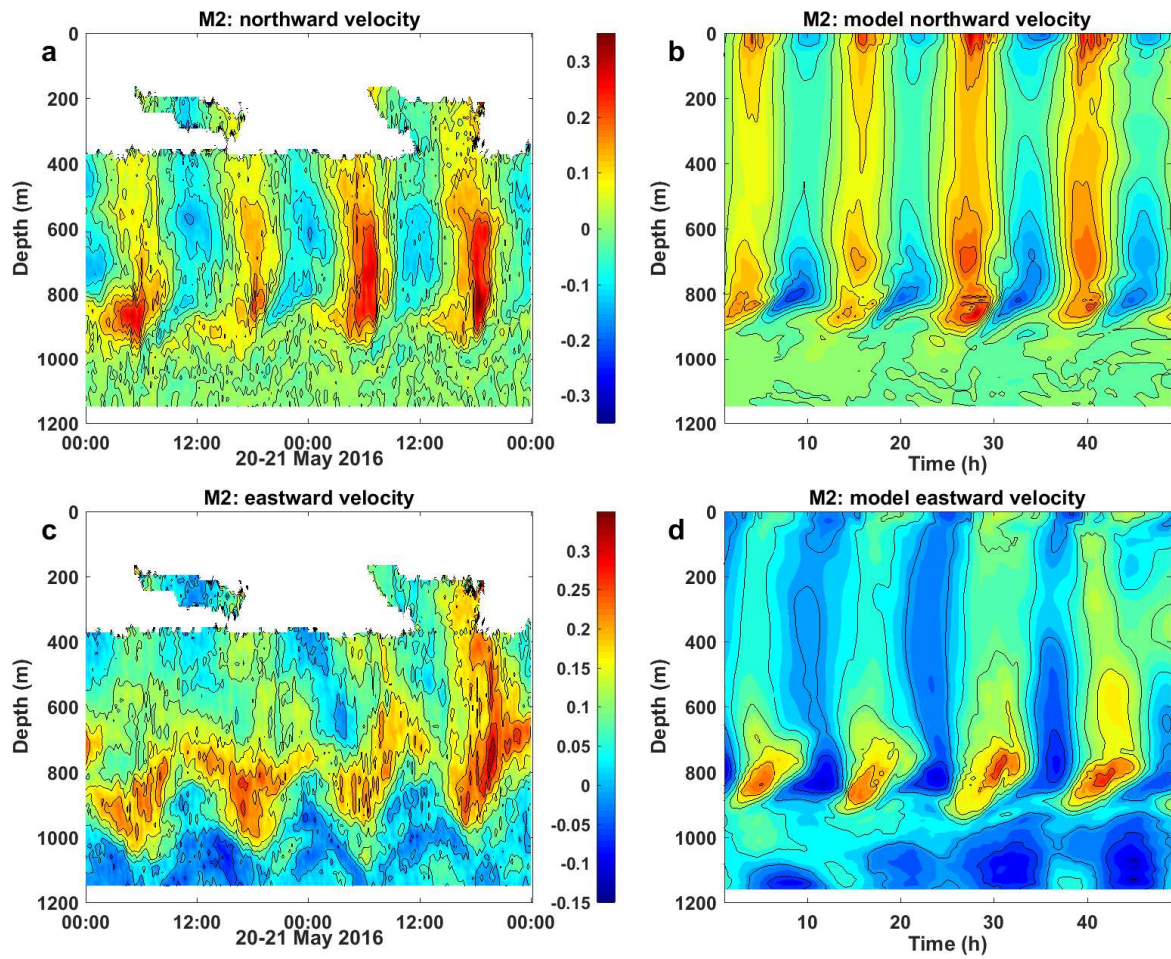 M2: northward velocity
a
0
200
400
600
800
1000
1200
Depth (m)
00:00 12:00 00:00 12:00 00:00
20-21 May 2016
0.3
0.2
0.1
0
-0.1
-0.2
-0.3
M2: model northward velocity
b
0
200
400
600
800
1000
1200
Depth (m)
10 20 30 40
Time (h)
M2: eastward velocity
c
0
200
400
600
800
1000
1200
Depth (m)
00:00 12:00 00:00 12:00 00:00
20-21 May 2016
0.3
0.25
0.2
0.15
0.1
0.05
0
-0.05
-0.1
-0.15
M2: model eastward velocity
d
0
200
400
600
800
1000
1200
Depth (m)
10 20 30 40
Time (h)